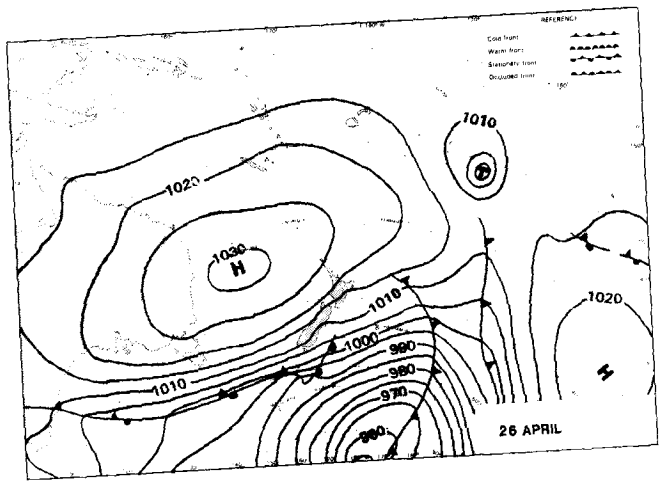 REFERENCE
Cold front
Warm front
Stationary front
Occluded front
1010
1020
1030
H
1020
1010
1000
990
980
970
960
1010
H
26 APRIL